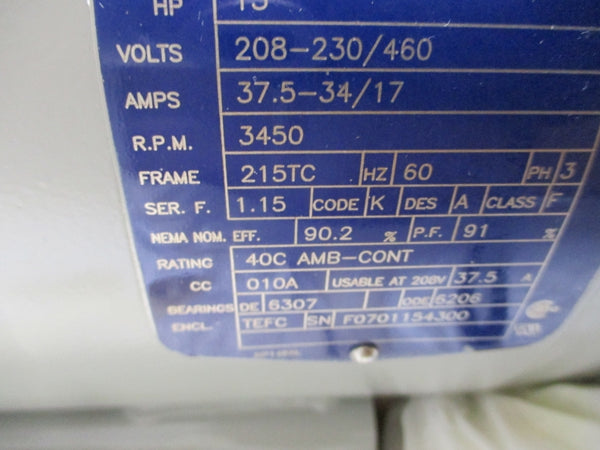 HP 15
VOLTS 208-230/460
AMPS 37.5-34/17
R.P.M. 3450
FRAME 215TC HZ 60 PH 3
SER. F. 1.15 CODE K DES A CLASS F
NEMA NOM. EFF. 90.2 % P.F. 91 %
RATING 40C AMB-CONT
CC 010A USABLE AT 208V 37.5 A
BEARINGS DE 6307 ODE 6206
ENCL. TEFC SN F0701154300